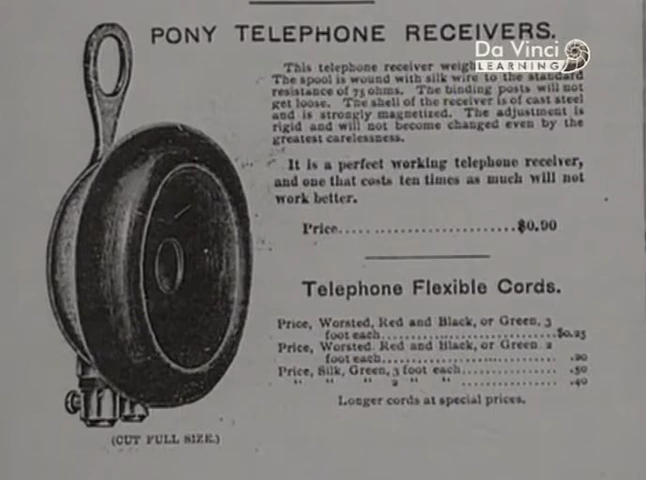 PONY TELEPHONE RECEIVERS.
Da Vinci
LEARNING
This telephone receiver
The spool is wound with silk wire to the standard
resistance of 75 ohms. The binding posts will not
get loose. The shell of the receiver is of cast steel
and is strongly magnetized. The adjustment is
rigid and will not become changed even by the
greatest carelessness.
It is a perfect working telephone receiver,
and one that costs ten times as much will not
work better.
Price..........................$0.90
Telephone Flexible Cords.
Price, Worsted, Red and Black, or Green, 3
foot each..............................$0.25
Price, Worsted, Red and Black, or Green, 2
foot each.............................. .20
Price, Silk, Green, 3 foot each............... .50
" " " 2 " " ............... .40
Longer cords at special prices.
(CUT FULL SIZE.)